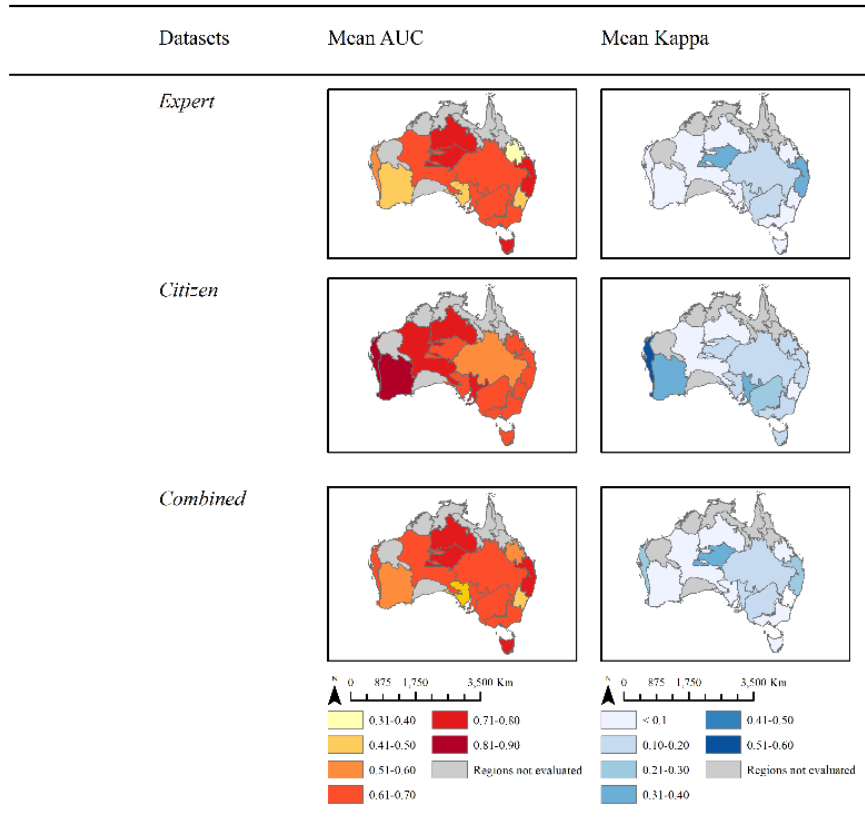 Datasets Mean AUC Mean Kappa
Expert
Citizen
Combined
N 0 875 1,750 3,500 Km N 0 875 1,750 3,500 Km
0.31-0.40 0.71-0.80 < 0.1 0.41-0.50
0.41-0.50 0.81-0.90 0.10-0.20 0.51-0.60
0.51-0.60 Regions not evaluated 0.21-0.30 Regions not evaluated
0.61-0.70 0.31-0.40